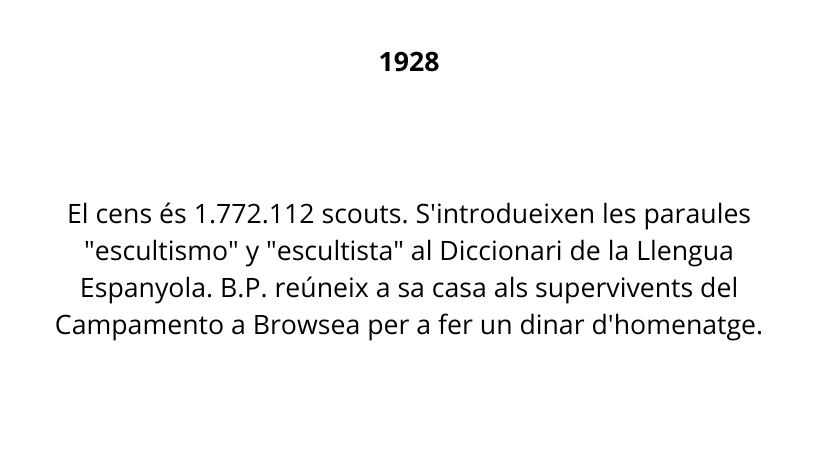 1928
El cens és 1.772.112 scouts. S'introdueixen les paraules
"escultismo" y "escultista" al Diccionari de la Llengua
Espanyola. B.P. reúneix a sa casa als supervivents del
Campamento a Browsea per a fer un dinar d'homenatge.